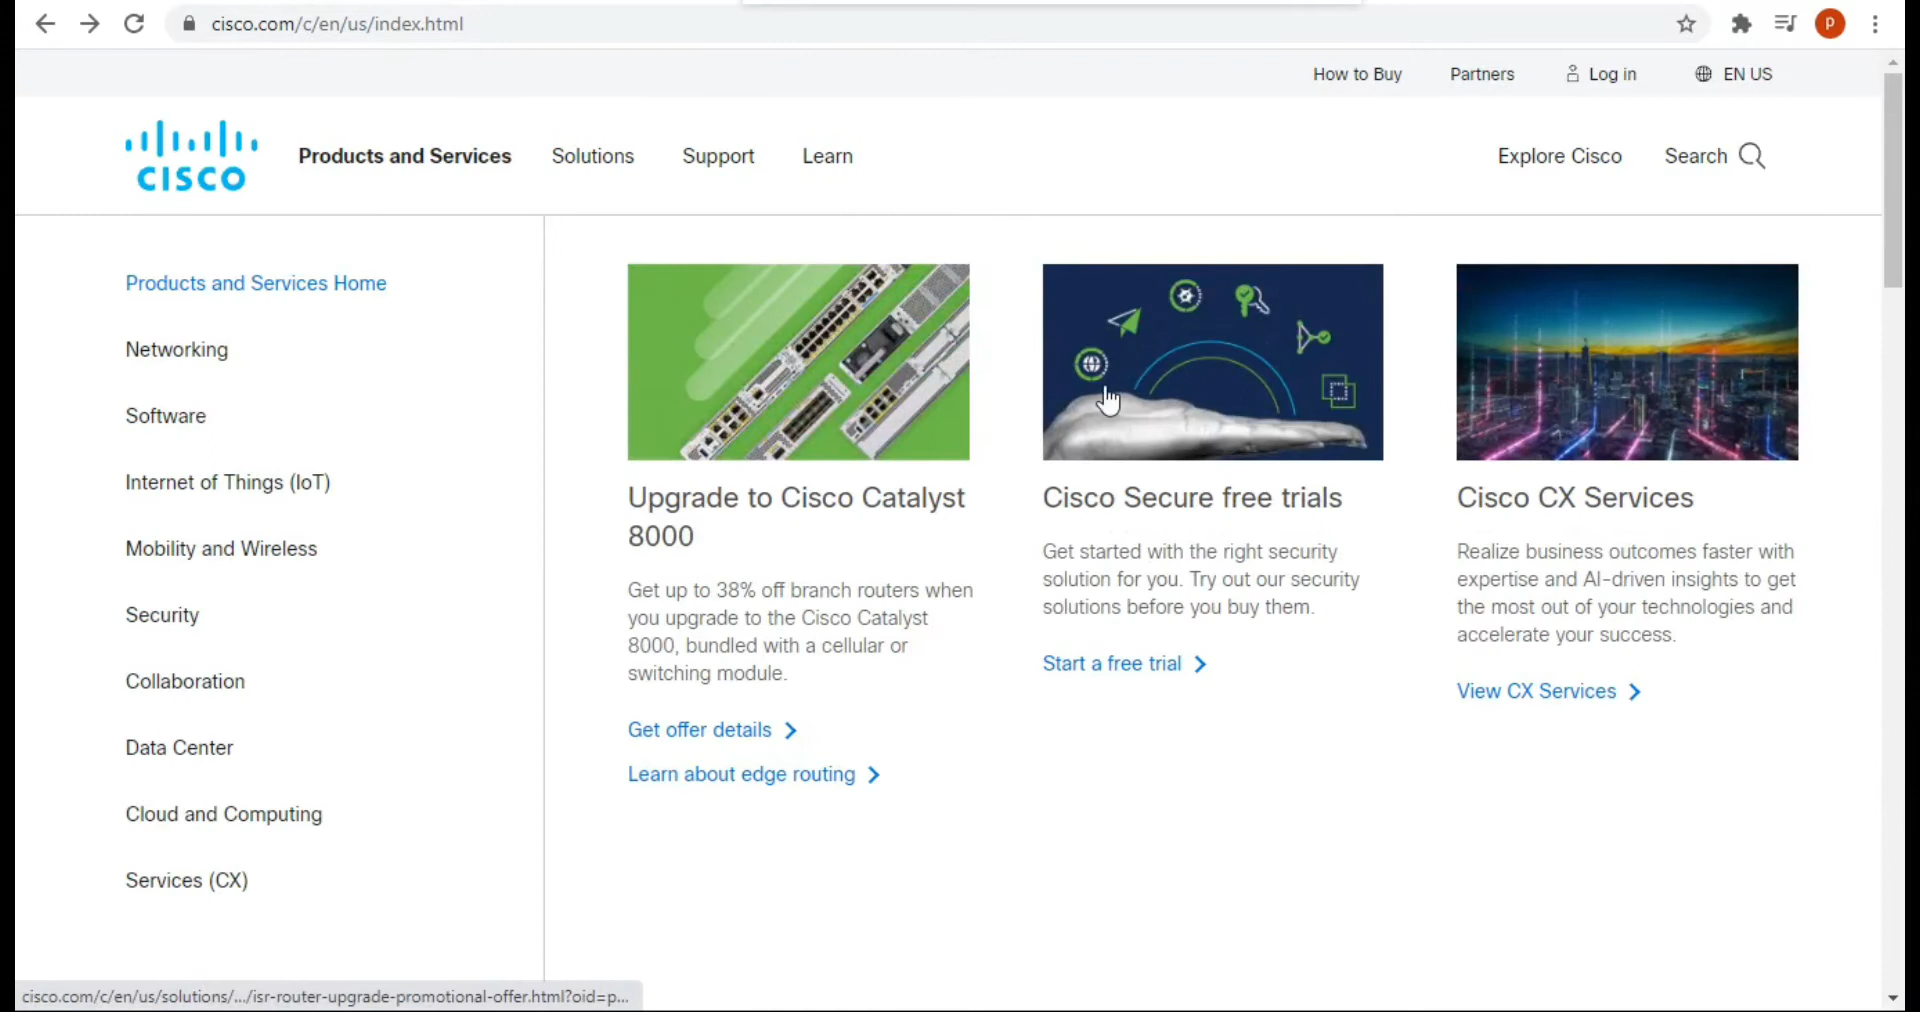 cisco.com/c/en/us/index.html
P
How to Buy
Partners
Log in
EN US
CISCO
Products and Services
Solutions
Support
Learn
Explore Cisco
Search
Products and Services Home
Networking
Software
Internet of Things (IoT)
Mobility and Wireless
Security
Collaboration
Data Center
Cloud and Computing
Services (CX)
Upgrade to Cisco Catalyst
8000
Get up to 38% off branch routers when
you upgrade to the Cisco Catalyst
8000, bundled with a cellular or
switching module.
Get offer details
Learn about edge routing
Cisco Secure free trials
Get started with the right security
solution for you. Try out our security
solutions before you buy them.
Start a free trial
Cisco CX Services
Realize business outcomes faster with
expertise and AI-driven insights to get
the most out of your technologies and
accelerate your success.
View CX Services
cisco.com/c/en/us/solutions/.../isr-router-upgrade-promotional-offer.html?oid=p...